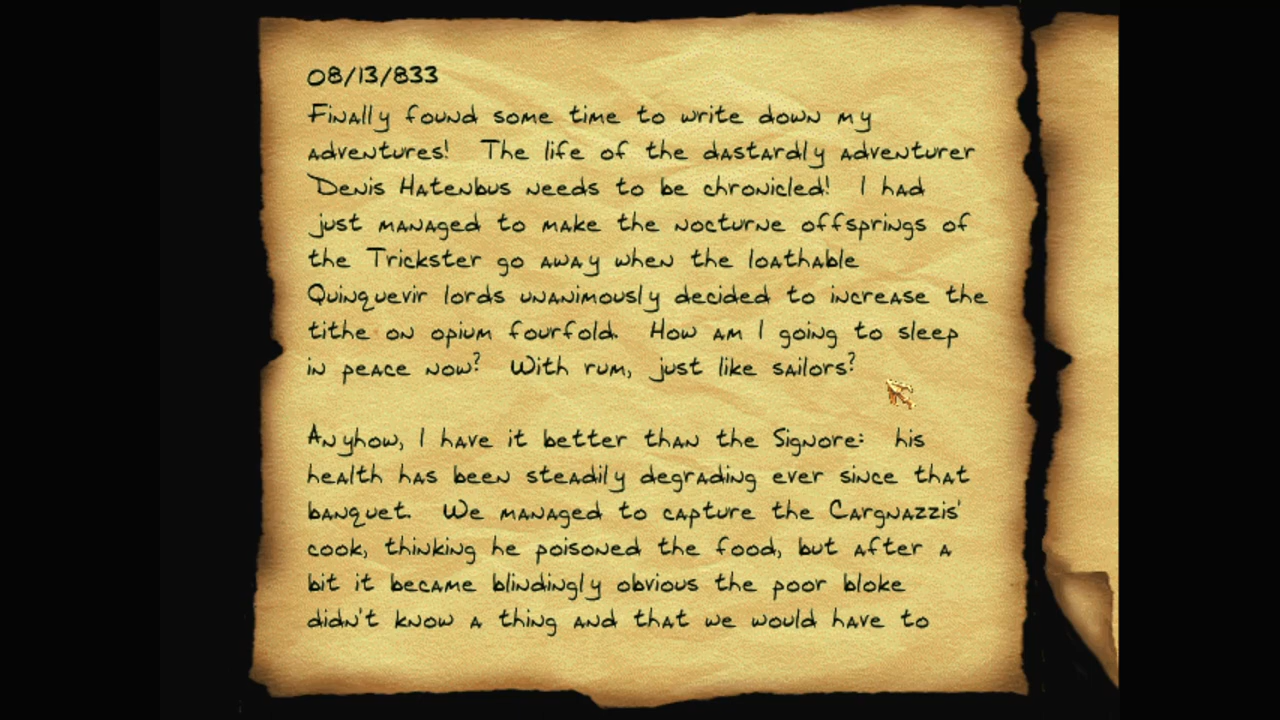 08/13/833
Finally found some time to write down my
adventures! The life of the dastardly adventurer
Denis Hatenbus needs to be chronicled! I had
just managed to make the nocturne offsprings of
the Trickster go away when the loathable
Quinquevir lords unanimously decided to increase the
tithe on opium fourfold. How am I going to sleep
in peace now? With rum, just like sailors?
Anyhow, I have it better than the Signore: his
health has been steadily degrading ever since that
banquet. We managed to capture the Cargnazzis'
cook, thinking he poisoned the food, but after a
bit it became blindingly obvious the poor bloke
didn't know a thing and that we would have to